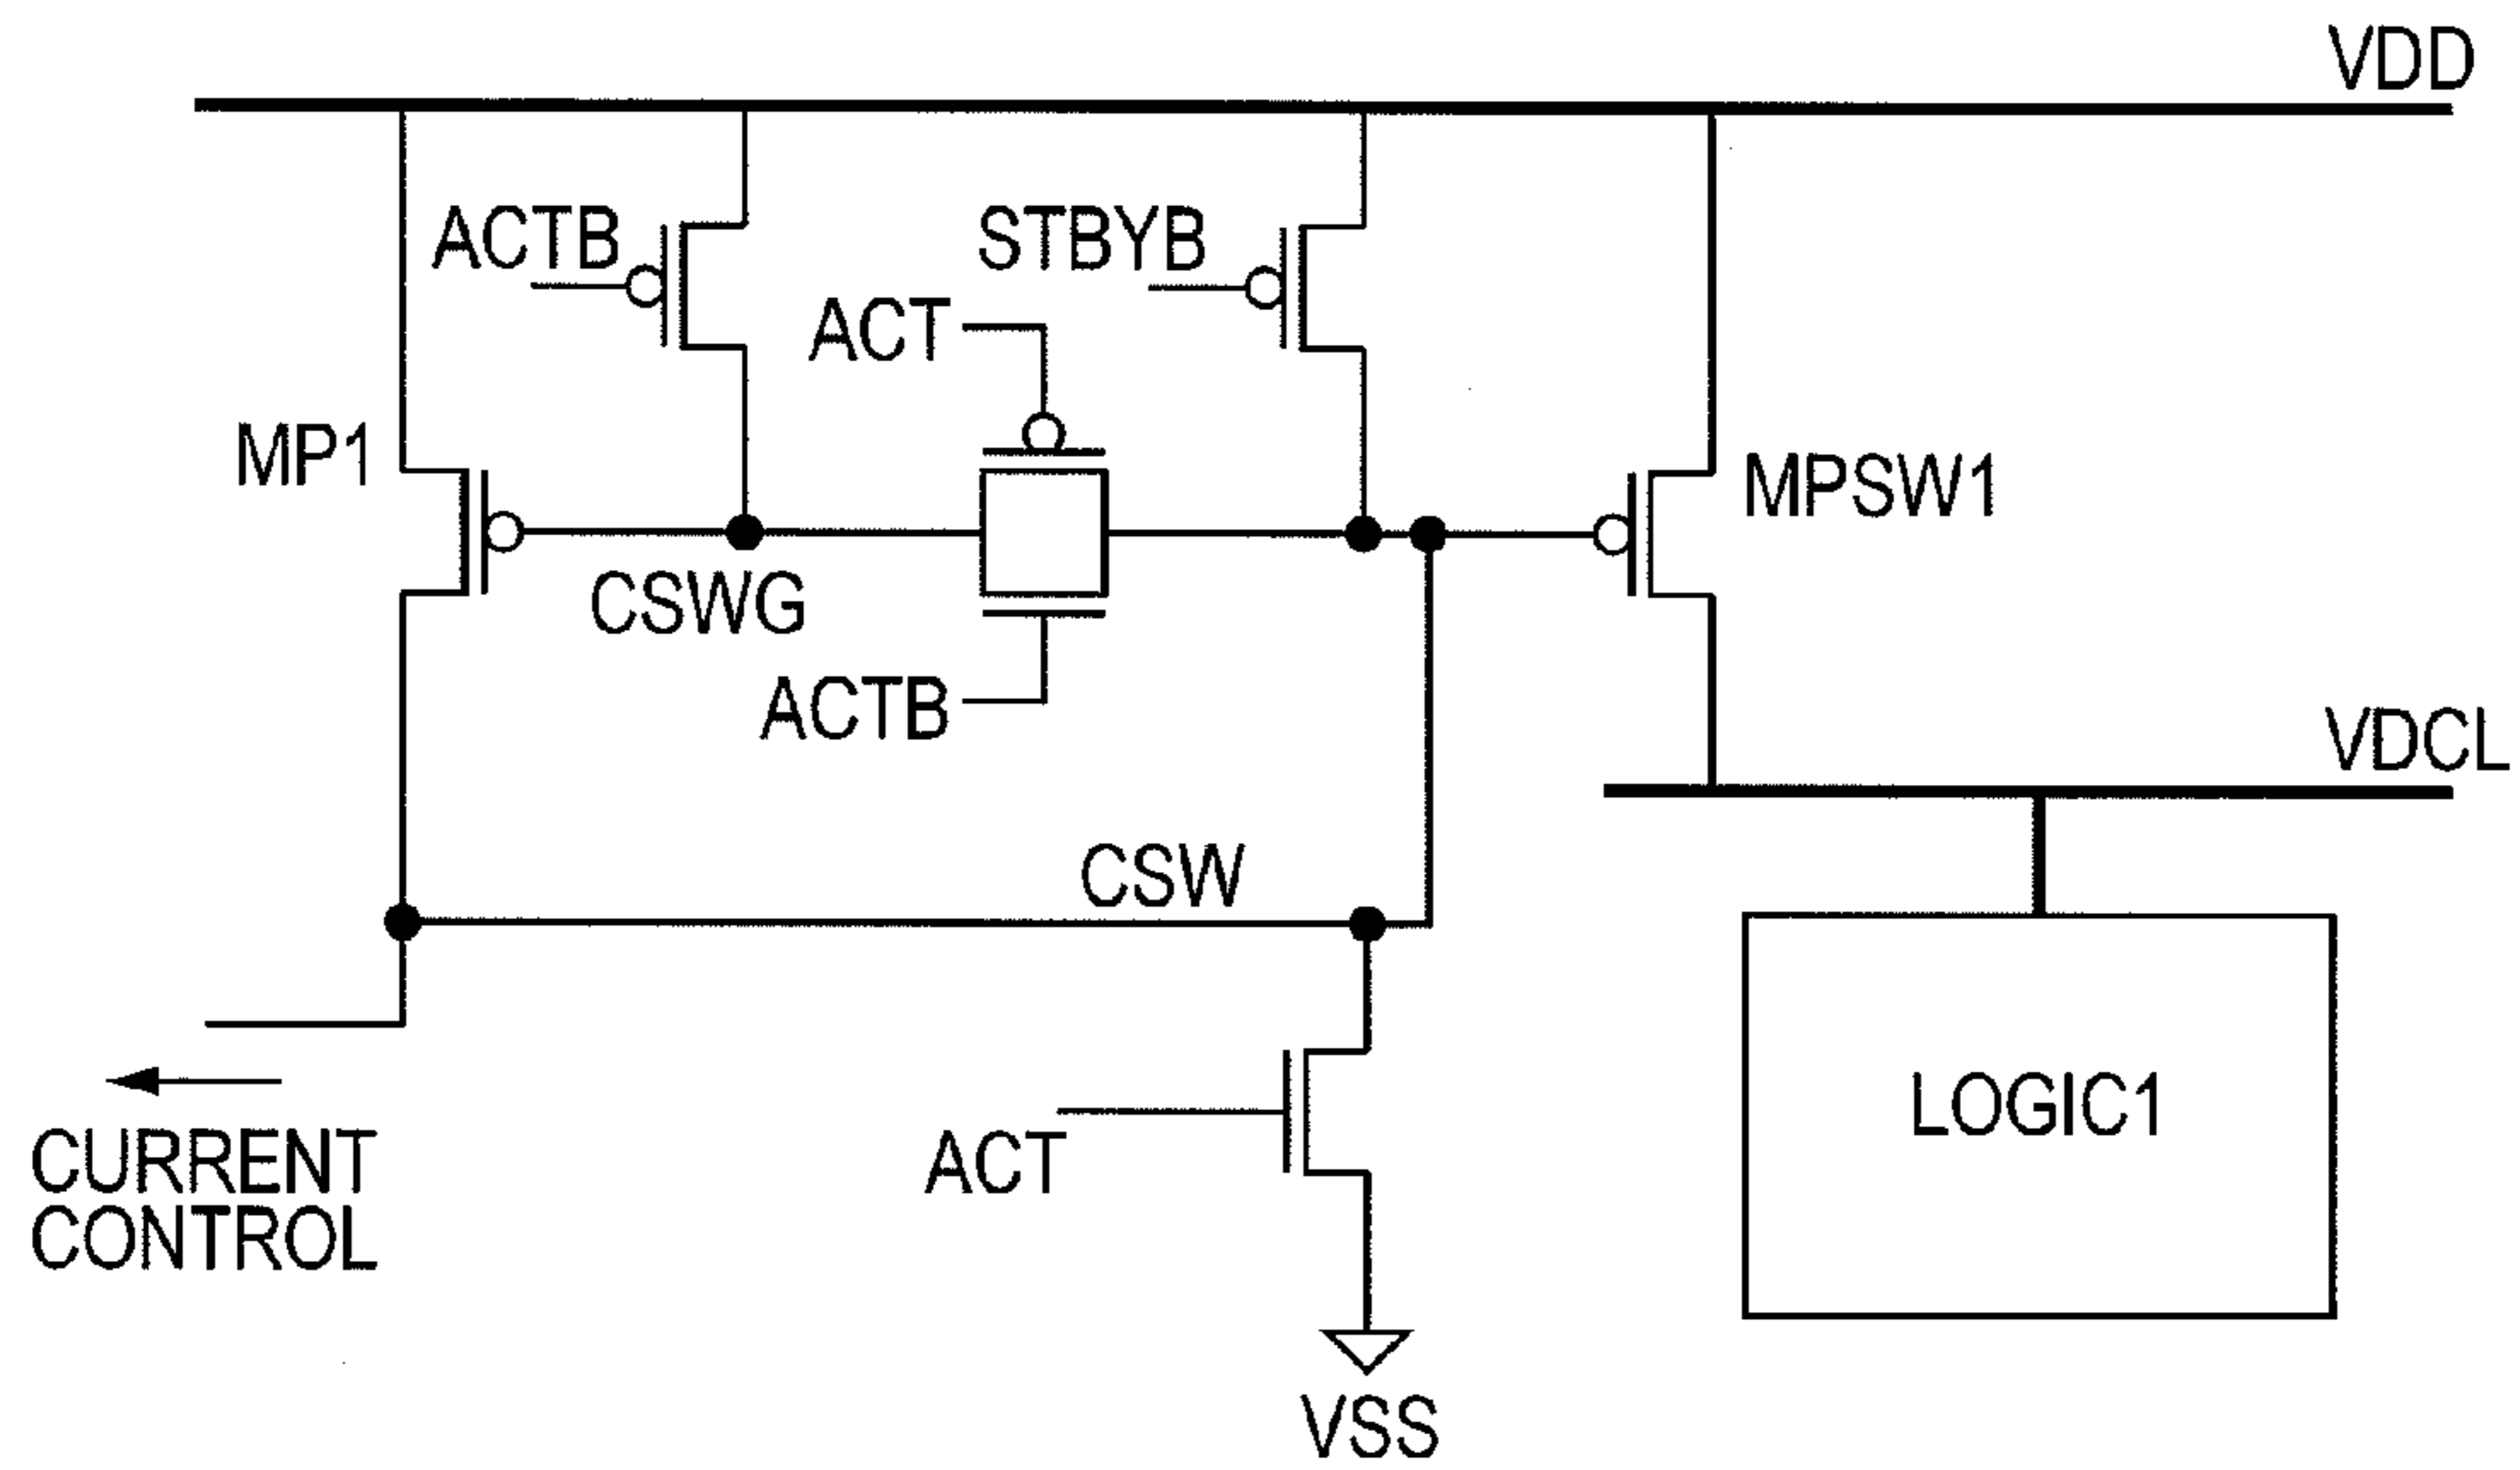 VDD
ACTB
STBYB
ACT
MP1
MPSW1
CSWG
ACTB
VDCL
CSW
LOGIC1
CURRENT
CONTROL
ACT
VSS